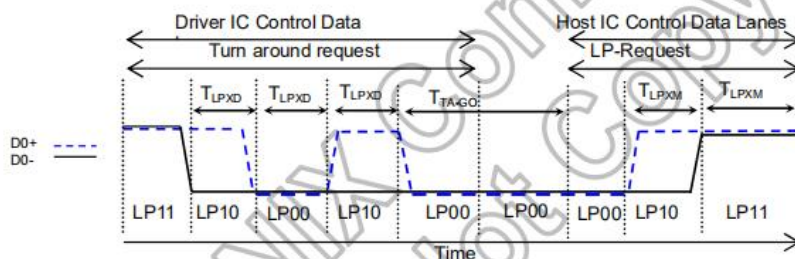 Driver IC Control Data Host IC Control Data Lanes
Turn around request LP-Request
TLPXD TLPXD TLPXD TTA-GO TLPXM TLPXM
D0+
D0-
LP11 LP10 LP00 LP10 LP00 LP00 LP00 LP10 LP11
Time